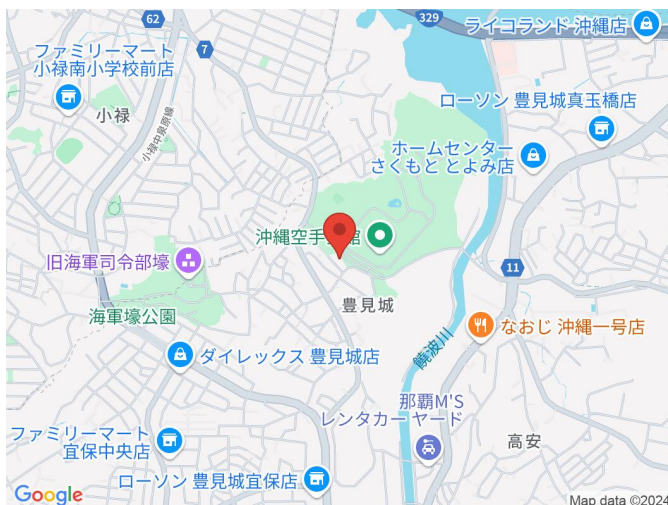 62
329
ライコランド 沖縄店
7
ファミリーマート
小禄南小学校前店
ローソン 豊見城真玉橋店
小禄
小禄中泉原線
ホームセンター
さくもと とよみ店
沖縄空手会館
旧海軍司令部壕
11
豊見城
海軍壕公園
なおじ 沖縄一号店
饒波川
ダイレックス 豊見城店
那覇M'S
レンタカー ヤード
ファミリーマート
宜保中央店
高安
ローソン 豊見城宜保店
Google
Map data ©2024